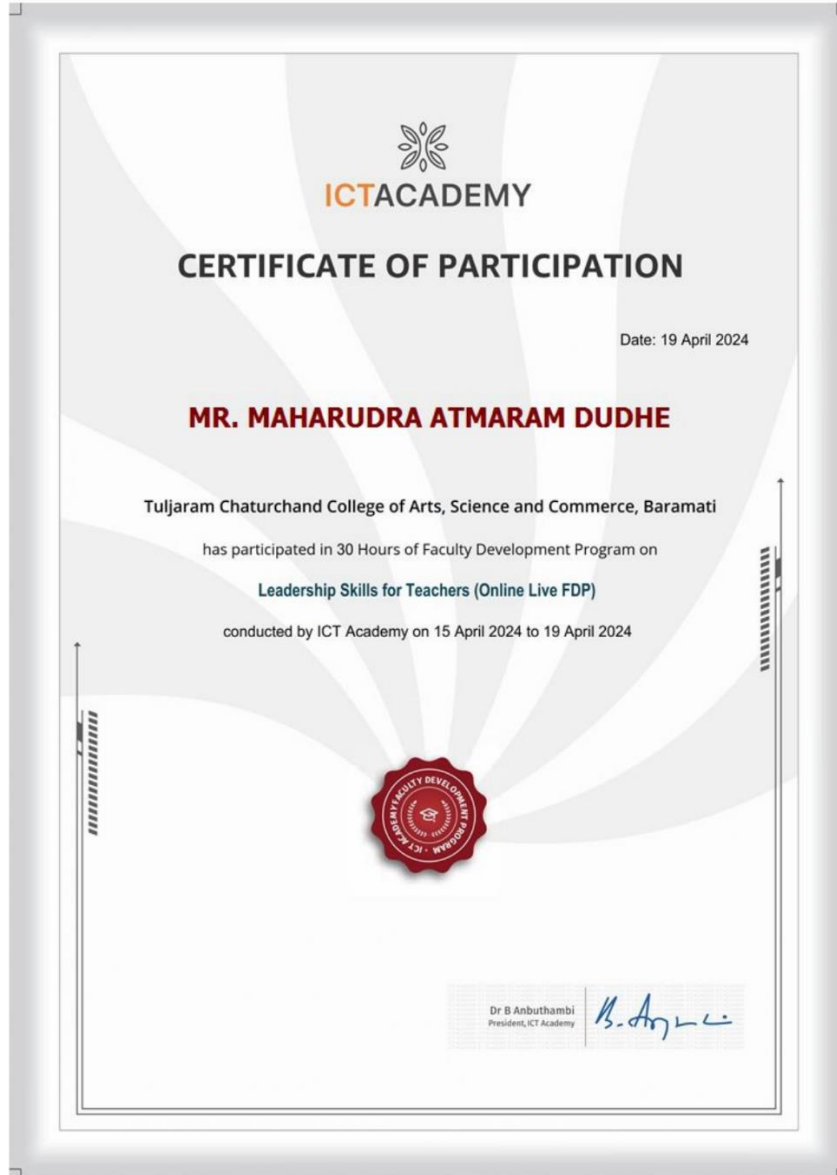 ICTACADEMY
CERTIFICATE OF PARTICIPATION
Date: 19 April 2024
MR. MAHARUDRA ATMARAM DUDHE
Tuljaram Chaturchand College of Arts, Science and Commerce, Baramati
has participated in 30 Hours of Faculty Development Program on
Leadership Skills for Teachers (Online Live FDP)
conducted by ICT Academy on 15 April 2024 to 19 April 2024
ICT ACADEMY FACULTY DEVELOPMENT PROGRAM
Dr B Anbuthambi
President, ICT Academy